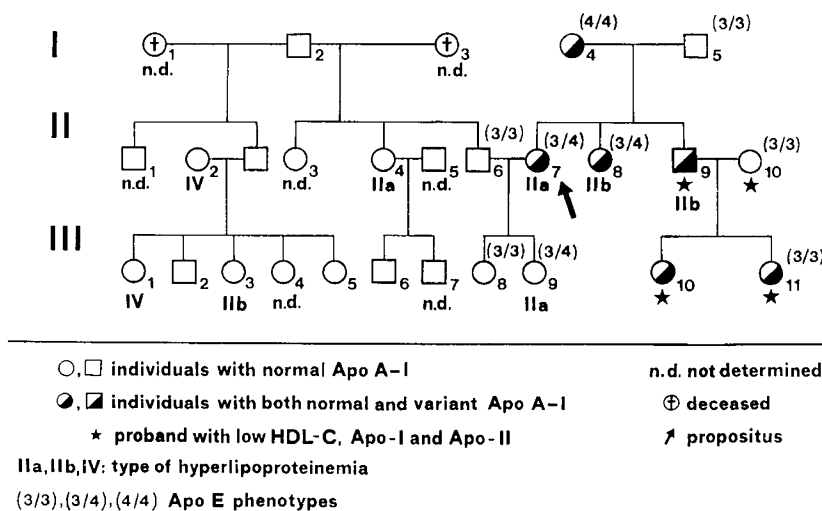 (4/4) (3/3)
I 1 2 3 4 5
n.d. n.d.
II (3/3) (3/4) (3/4) (3/3)
1 2 3 4 5 6 7 8 9 10
n.d. IV n.d. IIa n.d. IIa IIb ★ ★
IIb
III (3/3) (3/4) (3/3)
1 2 3 4 5 6 7 8 9 10 11
IV IIb n.d. n.d. IIa ★ ★
○,□ individuals with normal Apo A-I n.d. not determined
individuals with both normal and variant Apo A-I deceased
★ proband with low HDL-C, Apo-I and Apo-II ↗ propositus
IIa,IIb,IV: type of hyperlipoproteinemia
(3/3),(3/4),(4/4) Apo E phenotypes